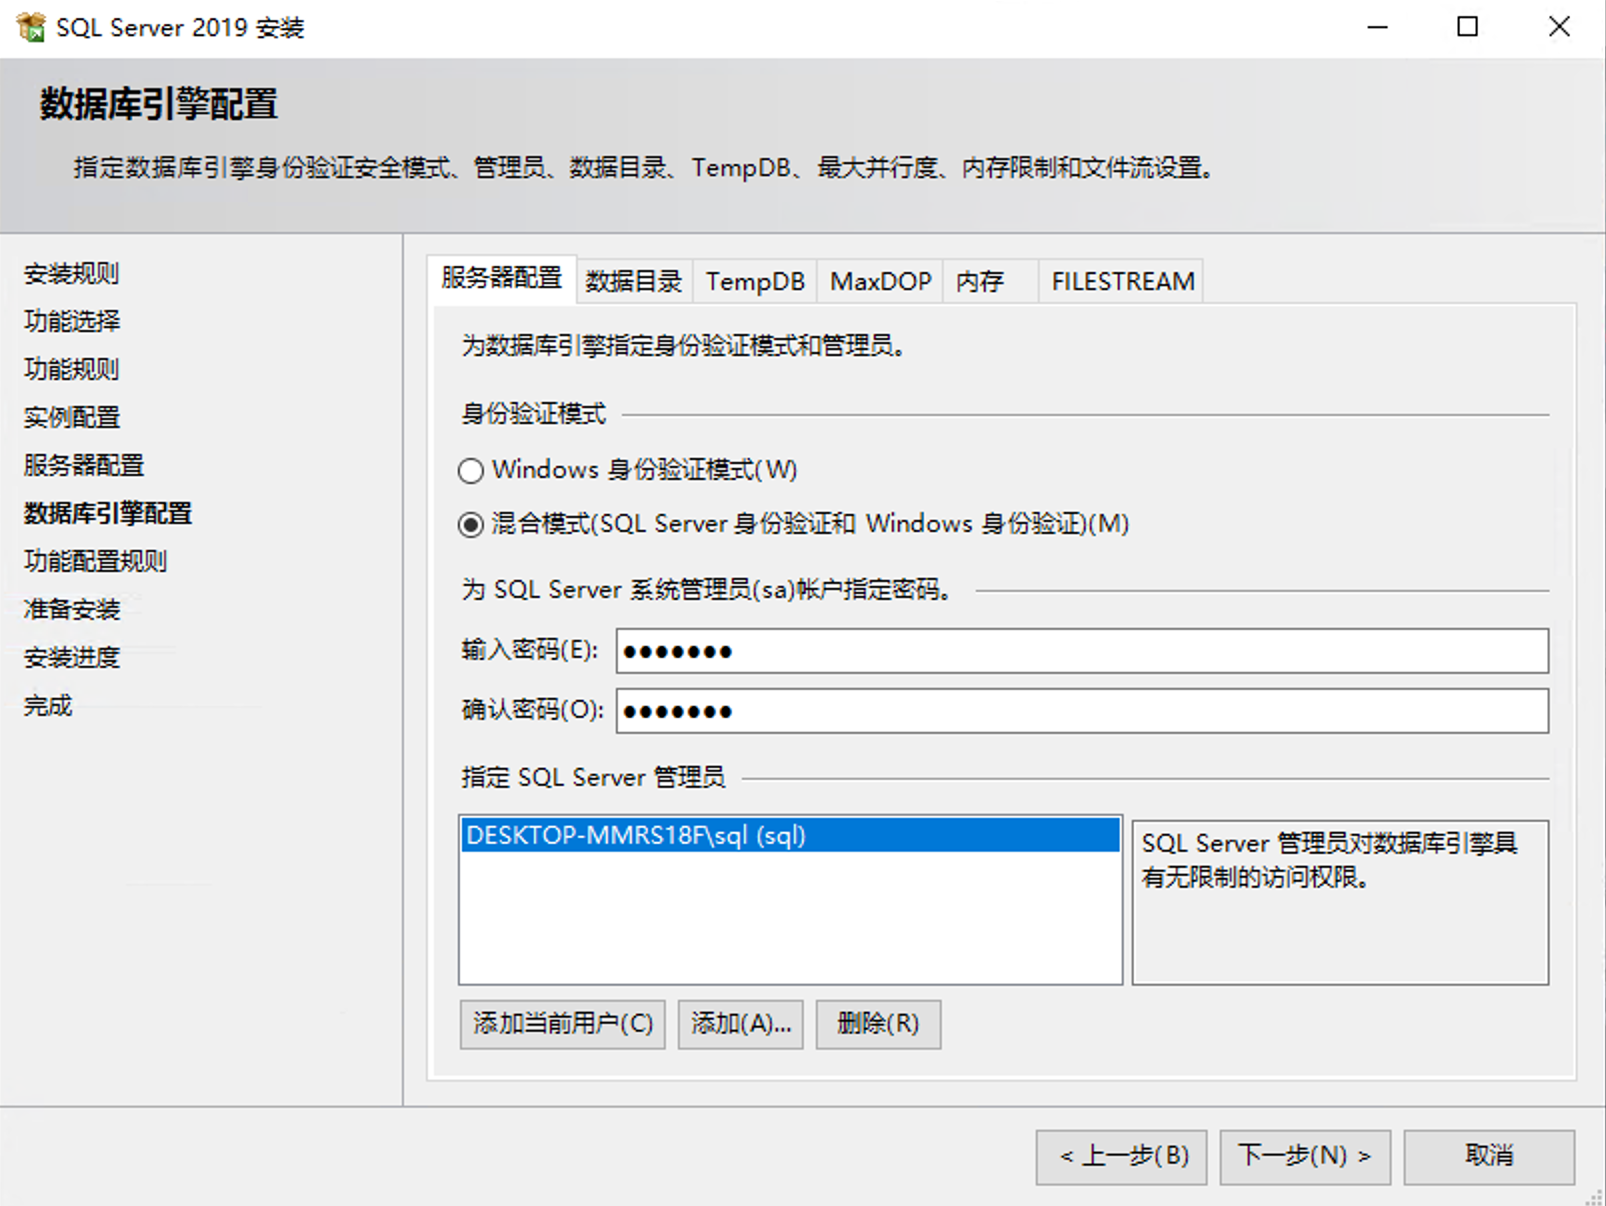 SQL Server 2019 安装
数据库引擎配置
指定数据库引擎身份验证安全模式、管理员、数据目录、TempDB、最大并行度、内存限制和文件流设置。
安装规则
功能选择
功能规则
实例配置
服务器配置
数据库引擎配置
功能配置规则
准备安装
安装进度
完成
服务器配置 数据目录 TempDB MaxDOP 内存 FILESTREAM
为数据库引擎指定身份验证模式和管理员。
身份验证模式
Windows 身份验证模式(W)
混合模式(SQL Server 身份验证和 Windows 身份验证)(M)
为 SQL Server 系统管理员(sa)帐户指定密码。
输入密码(E): ●●●●●●●
确认密码(O): ●●●●●●●
指定 SQL Server 管理员
DESKTOP-MMRS18F\sql (sql)
SQL Server 管理员对数据库引擎具
有无限制的访问权限。
添加当前用户(C) 添加(A)... 删除(R)
< 上一步(B) 下一步(N) > 取消